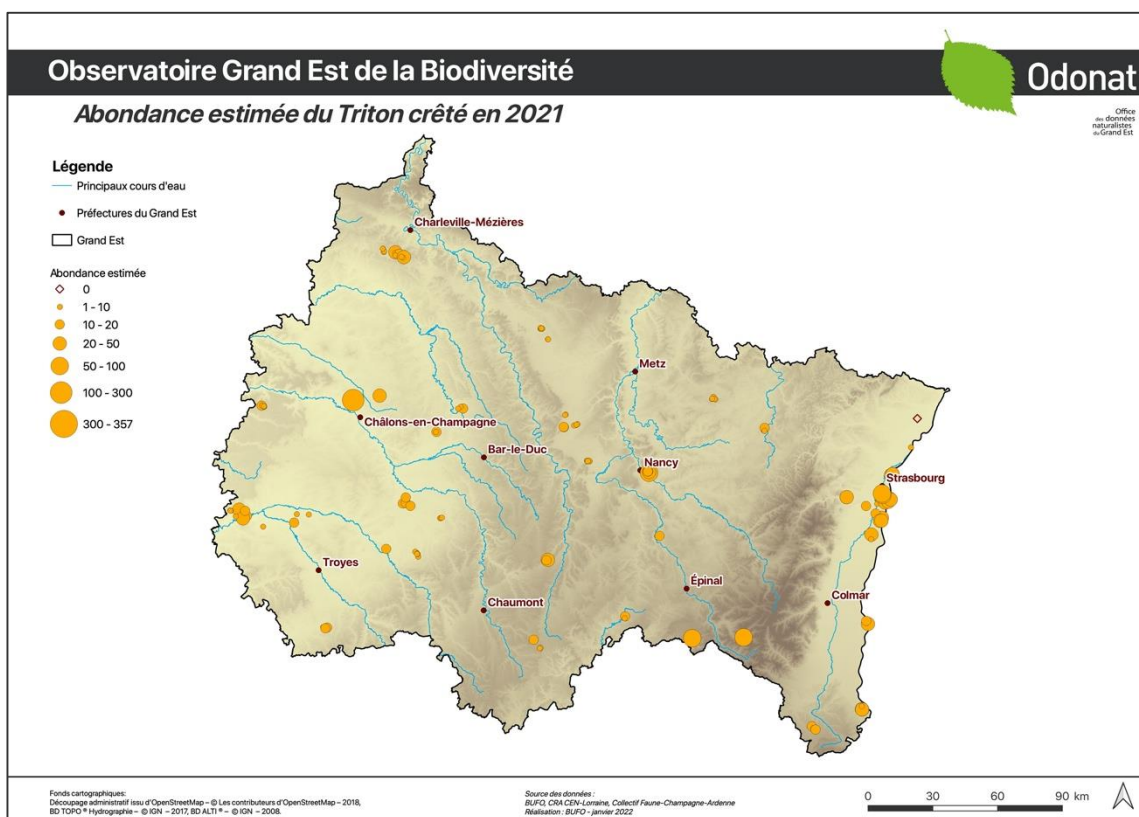 Observatoire Grand Est de la Biodiversité
Odonat
Office
des données
naturalistes
du Grand Est
Abondance estimée du Triton crêté en 2021
Légende
Principaux cours d'eau
Préfectures du Grand Est
Grand Est
Abondance estimée
0
1 - 10
10 - 20
20 - 50
50 - 100
100 - 300
300 - 357
Charleville-Mézières
Metz
Châlons-en-Champagne
Bar-le-Duc
Nancy
Strasbourg
Troyes
Épinal
Chaumont
Colmar
Fonds cartographiques:
Découpage administratif issu d'OpenStreetMap – © Les contributeurs d'OpenStreetMap – 2018,
BD TOPO ® Hydrographie – © IGN – 2017, BD ALTI ® – © IGN – 2008.
Source des données :
BUFO, CRA CEN-Lorraine, Collectif Faune-Champagne-Ardenne
Réalisation : BUFO - janvier 2022
0 30 60 90 km